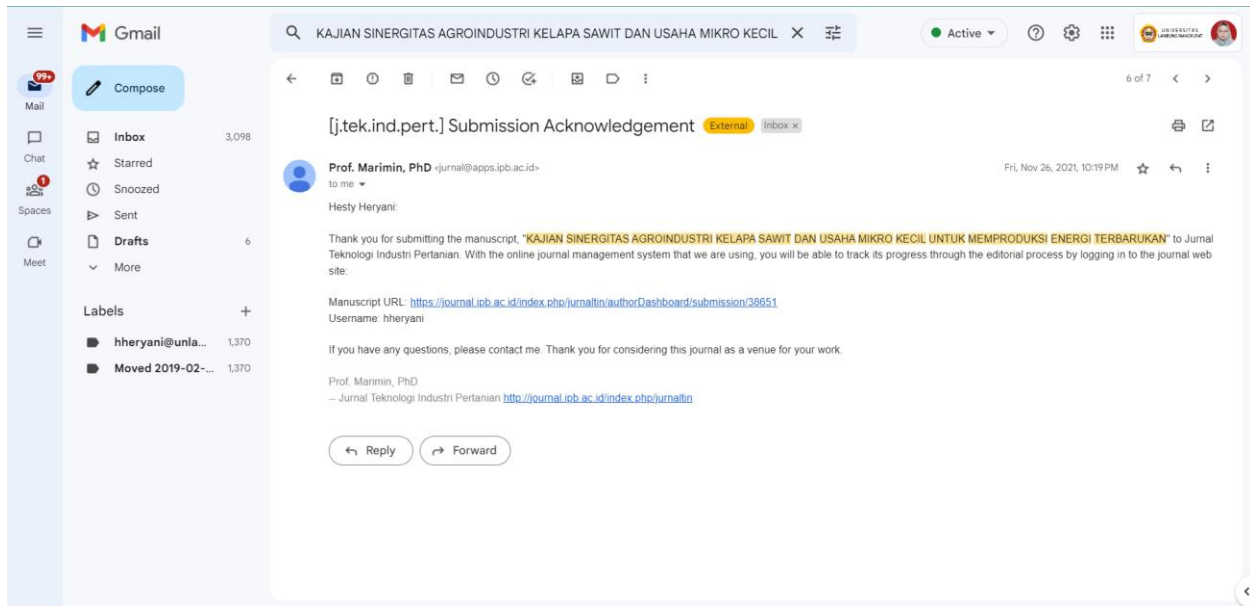 Gmail
KAJIAN SINERGITAS AGROINDUSTRI KELAPA SAWIT DAN USAHA MIKRO KECIL
Active
UNIVERSITAS
LAMBUNG MANGKURAT
99+
Mail
Chat
1
Spaces
Meet
Compose
Inbox 3,098
Starred
Snoozed
Sent
Drafts 6
More
Labels
hheryani@unla... 1,370
Moved 2019-02-... 1,370
6 of 7
[j.tek.ind.pert.] Submission Acknowledgement External Inbox x
Prof. Marimin, PhD <jurnal@apps.ipb.ac.id> Fri, Nov 26, 2021, 10:19 PM
to me
Hesty Heryani:
Thank you for submitting the manuscript, "KAJIAN SINERGITAS AGROINDUSTRI KELAPA SAWIT DAN USAHA MIKRO KECIL UNTUK MEMPRODUKSI ENERGI TERBARUKAN" to Jurnal
Teknologi Industri Pertanian. With the online journal management system that we are using, you will be able to track its progress through the editorial process by logging in to the journal web
site:
Manuscript URL: https://journal.ipb.ac.id/index.php/jurnaltin/authorDashboard/submission/38651
Username: hheryani
If you have any questions, please contact me. Thank you for considering this journal as a venue for your work.
Prof. Marimin, PhD
-- Jurnal Teknologi Industri Pertanian http://journal.ipb.ac.id/index.php/jurnaltin
Reply
Forward